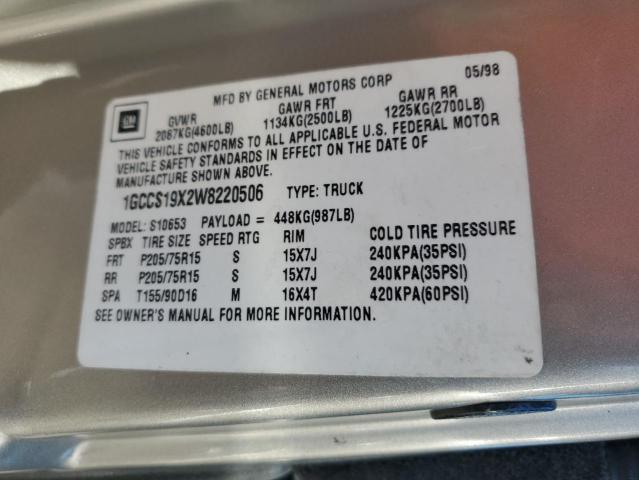 MFD BY GENERAL MOTORS CORP 05/98
GM
GVWR GAWR FRT GAWR RR
2087KG(4600LB) 1134KG(2500LB) 1225KG(2700LB)
THIS VEHICLE CONFORMS TO ALL APPLICABLE U.S. FEDERAL MOTOR
VEHICLE SAFETY STANDARDS IN EFFECT ON THE DATE OF
MANUFACTURE SHOWN ABOVE.
1GCCS19X2W8220506 TYPE: TRUCK
MODEL: S10653 PAYLOAD = 448KG(987LB)
SPBX TIRE SIZE SPEED RTG RIM COLD TIRE PRESSURE
FRT P205/75R15 S 15X7J 240KPA(35PSI)
RR P205/75R15 S 15X7J 240KPA(35PSI)
SPA T155/90D16 M 16X4T 420KPA(60PSI)
SEE OWNER'S MANUAL FOR MORE INFORMATION.